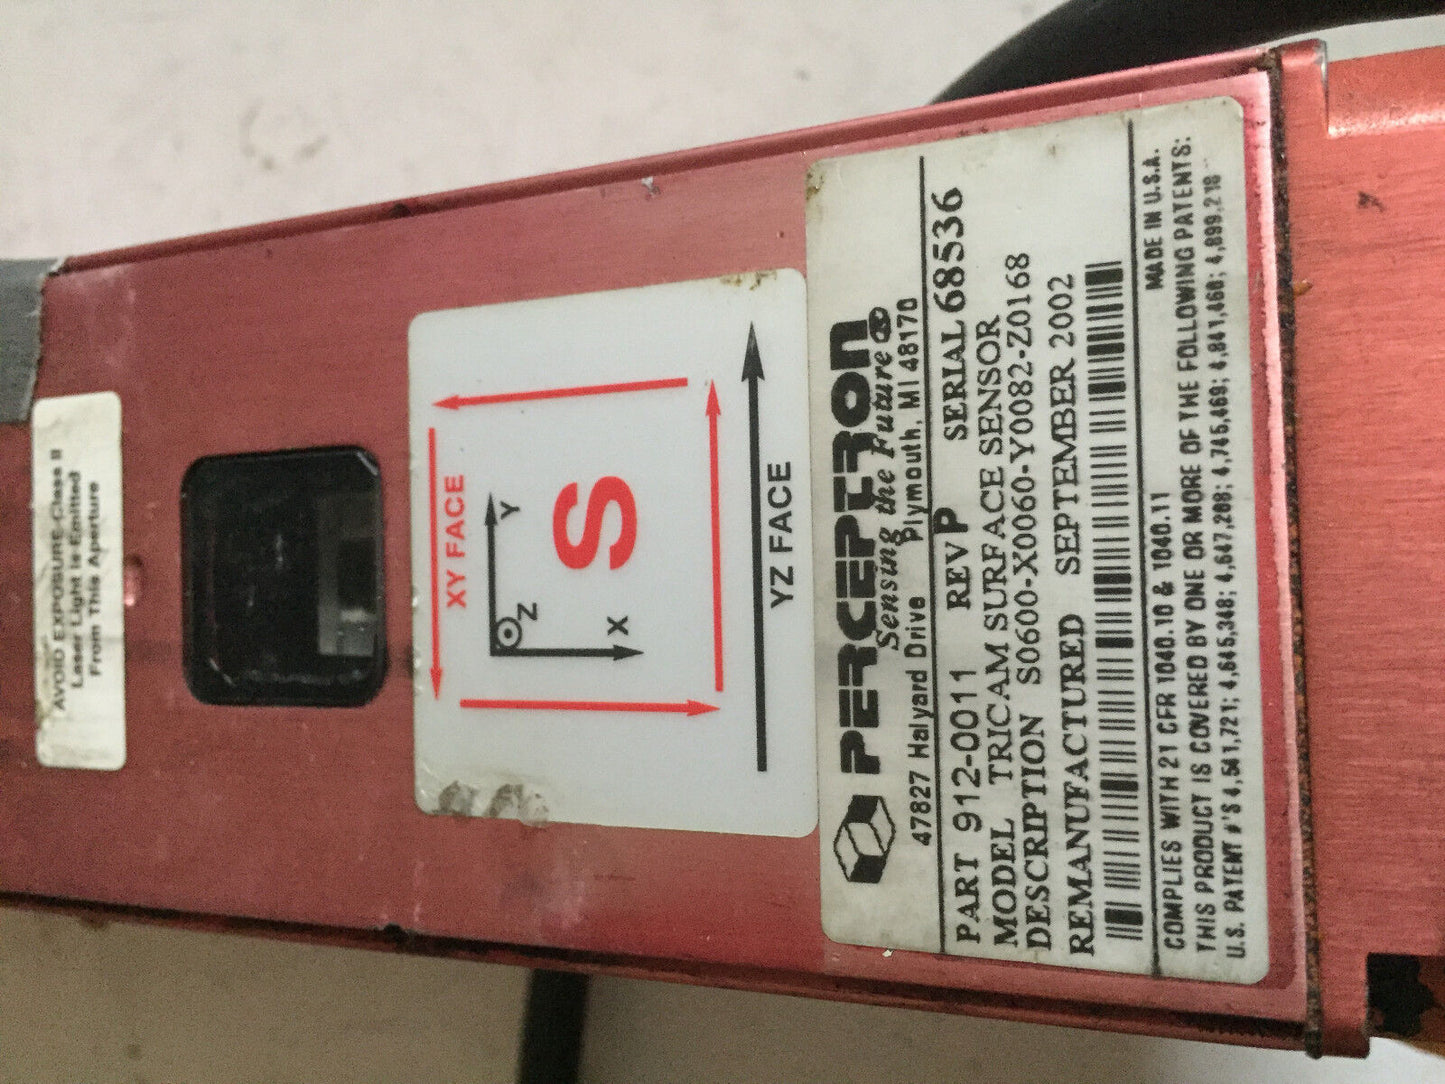 AVOID EXPOSURE-Class II
Laser Light is Emitted
From This Aperture
XY FACE
Y
Z
X
S
YZ FACE
PERCEPTRON
Sensing the Future®
47827 Halyard Drive Plymouth, MI 48170
PART 912-0011 REV P SERIAL 68536
MODEL TRICAM SURFACE SENSOR
DESCRIPTION S0600-X0060-Y0082-Z0168
REMANUFACTURED SEPTEMBER 2002
MADE IN U.S.A.
COMPLIES WITH 21 CFR 1040.10 & 1040.11
THIS PRODUCT IS COVERED BY ONE OR MORE OF THE FOLLOWING PATENTS:
U.S. PATENT #'S 4,541,721; 4,645,348; 4,647,208; 4,745,469; 4,841,460; 4,899,218